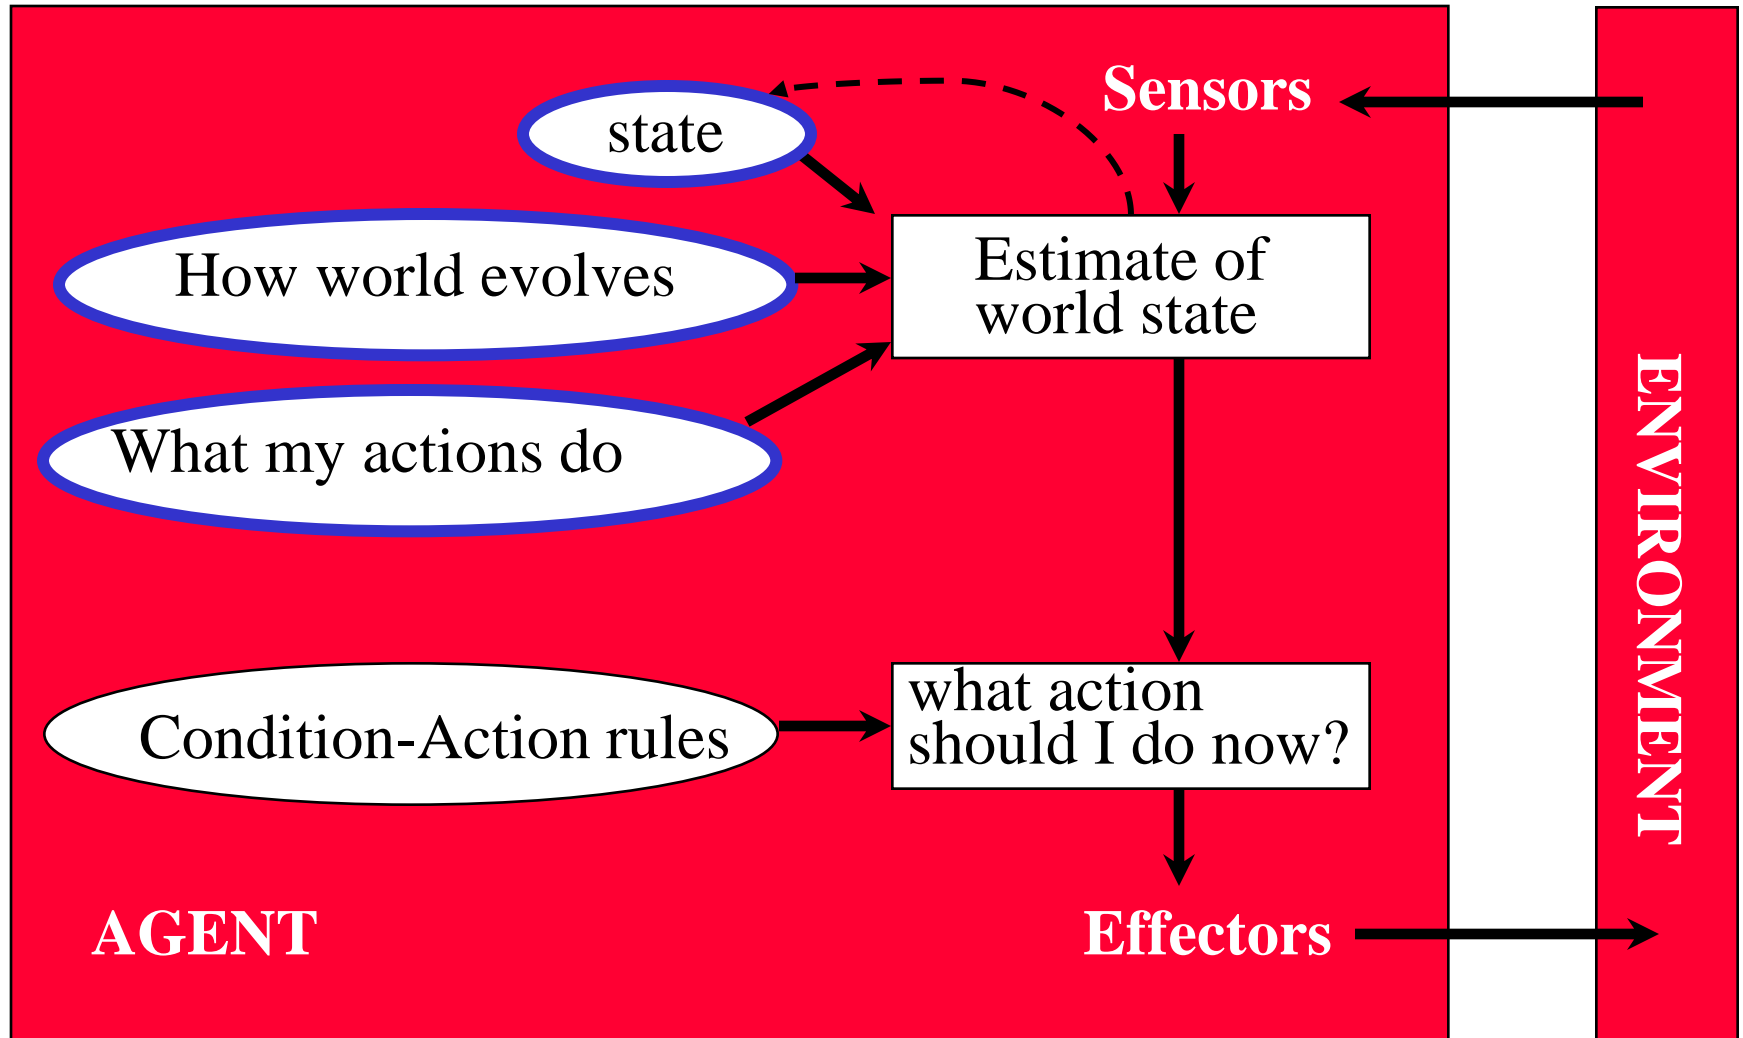 Sensors
state
Estimate of
world state
How world evolves
What my actions do
what action
should I do now?
Condition-Action rules
AGENT
Effectors
ENVIRONMENT